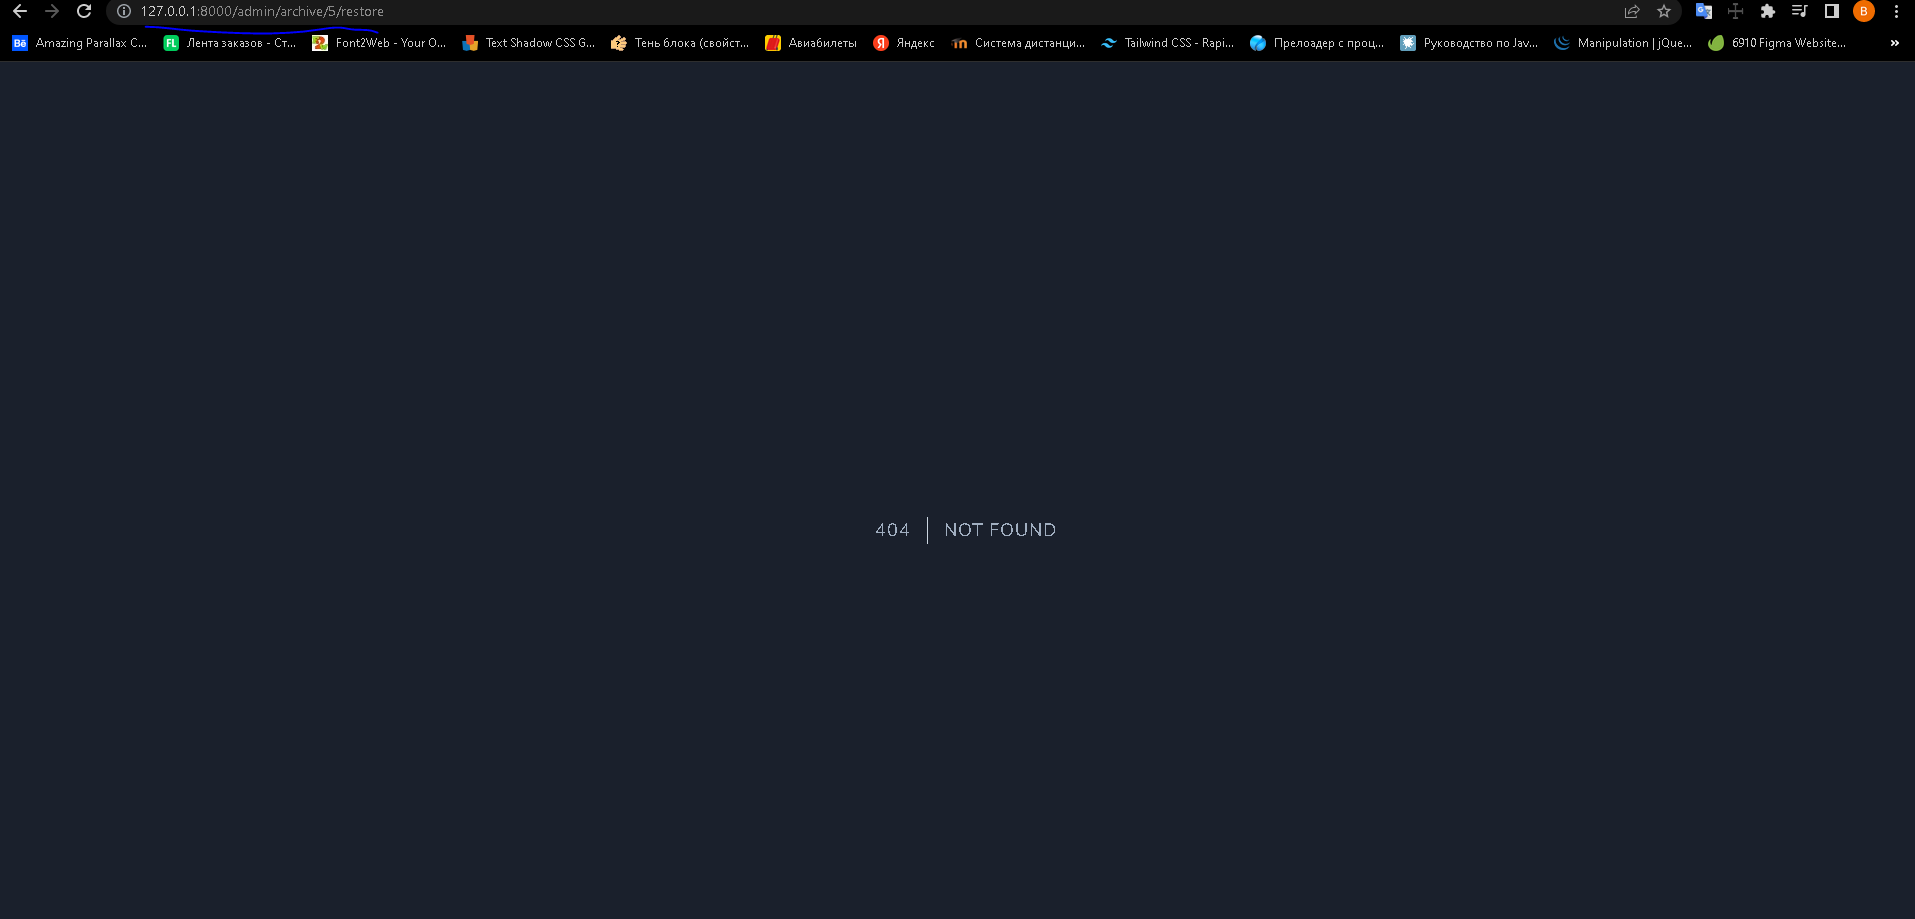 127.0.0.1:8000/admin/archive/5/restore
B
Bē Amazing Parallax C... FL Лента заказов - Ст... Font2Web - Your O... Text Shadow CSS G... Тень блока (свойст... Авиабилеты Я Яндекс Система дистанци... Tailwind CSS - Rapi... Прелоадер с проц... Руководство по Jav... Manipulation | jQue... 6910 Figma Website... »
404 | NOT FOUND